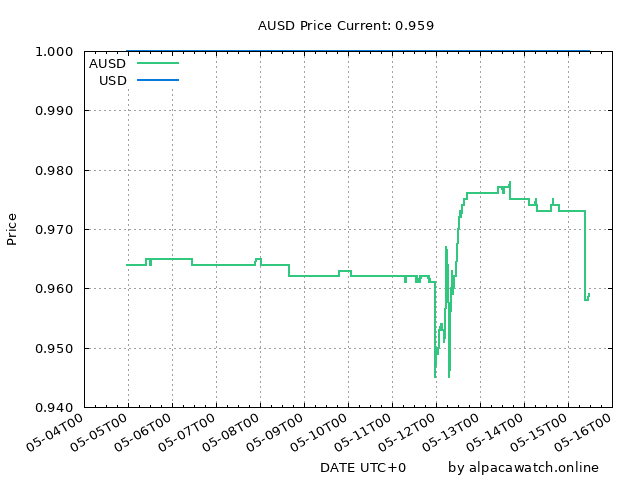 AUSD Price Current: 0.959
1.000
AUSD
USD
0.990
0.980
0.970
Price
0.960
0.950
0.940
05-04T00
05-05T00
05-06T00
05-07T00
05-08T00
05-09T00
05-10T00
05-11T00
05-12T00
05-13T00
05-14T00
05-15T00
05-16T00
DATE UTC+0 by alpacawatch.online